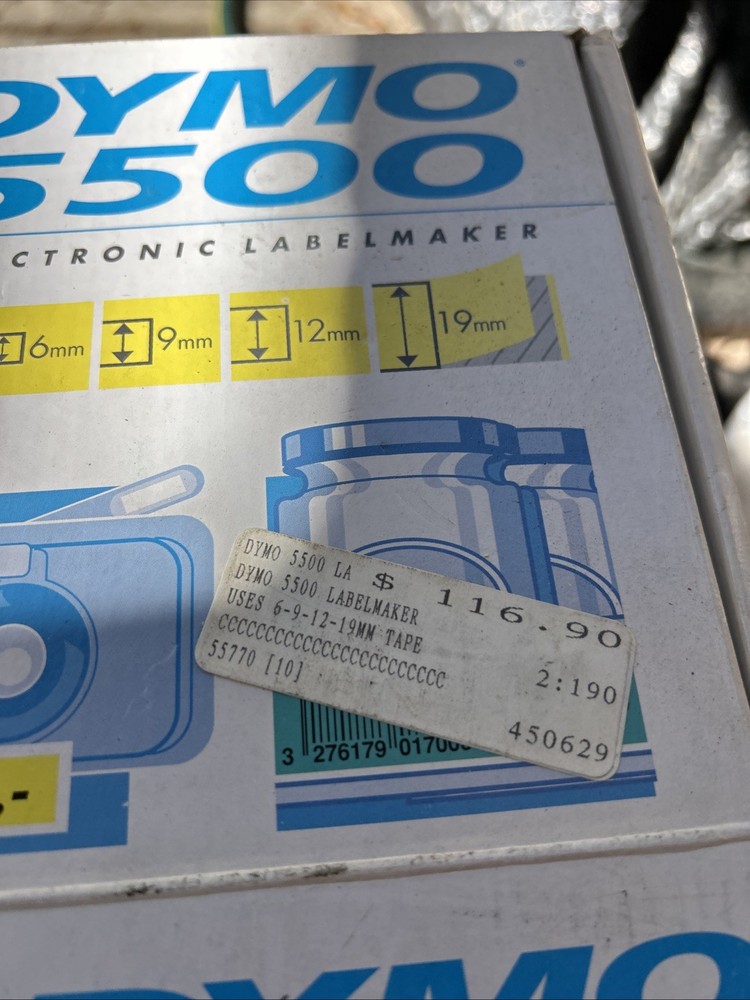 DYMO
5500
CTRONIC LABELMAKER
6mm 9mm 12mm 19mm
DYMO 5500 LA $ 116.90
DYMO 5500 LABELMAKER
USES 6-9-12-19MM TAPE
CCCCCCCCCCCCCCCCCCCCCCCC 2:190
55770 [10] 450629
3 276179 01700
DYMO